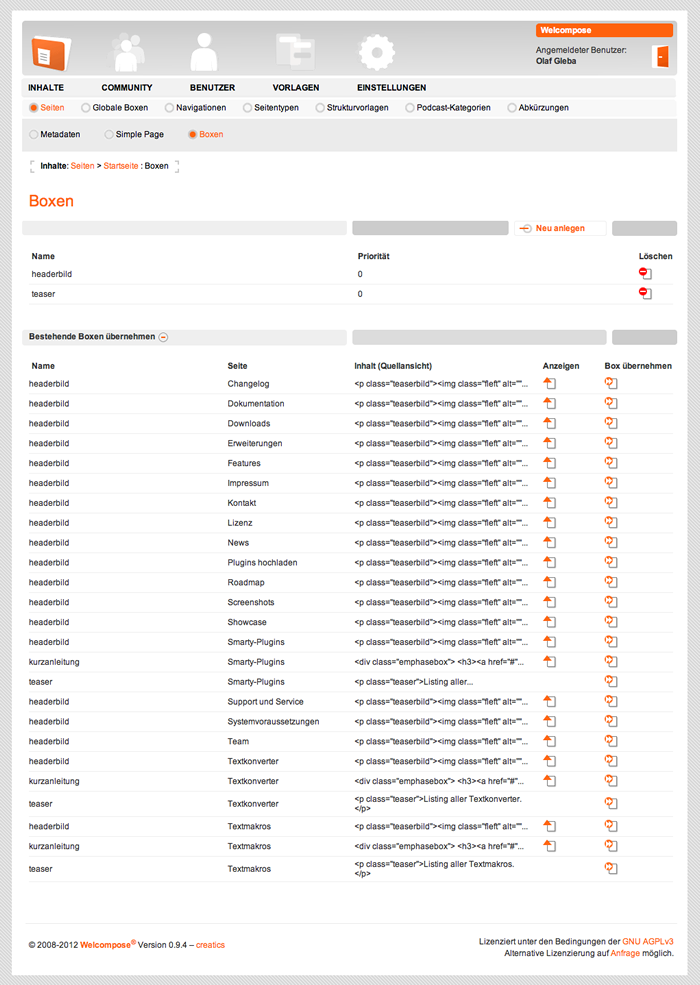 Welcompose
Angemeldeter Benutzer:
Olaf Gleba
INHALTE COMMUNITY BENUTZER VORLAGEN EINSTELLUNGEN
Seiten Globale Boxen Navigationen Seitentypen Strukturvorlagen Podcast-Kategorien Abkürzungen
Metadaten Simple Page Boxen
Inhalte: Seiten > Startseite : Boxen
Boxen
Neu anlegen
Name Priorität Löschen
headerbild 0
teaser 0
Bestehende Boxen übernehmen
Name Seite Inhalt (Quellansicht) Anzeigen Box übernehmen
headerbild Changelog <p class="teaserbild"><img class="fleft" alt=""...
headerbild Dokumentation <p class="teaserbild"><img class="fleft" alt=""...
headerbild Downloads <p class="teaserbild"><img class="fleft" alt=""...
headerbild Erweiterungen <p class="teaserbild"><img class="fleft" alt=""...
headerbild Features <p class="teaserbild"><img class="fleft" alt=""...
headerbild Impressum <p class="teaserbild"><img class="fleft" alt=""...
headerbild Kontakt <p class="teaserbild"><img class="fleft" alt=""...
headerbild Lizenz <p class="teaserbild"><img class="fleft" alt=""...
headerbild News <p class="teaserbild"><img class="fleft" alt=""...
headerbild Plugins hochladen <p class="teaserbild"><img class="fleft" alt=""...
headerbild Roadmap <p class="teaserbild"><img class="fleft" alt=""...
headerbild Screenshots <p class="teaserbild"><img class="fleft" alt=""...
headerbild Showcase <p class="teaserbild"><img class="fleft" alt=""...
headerbild Smarty-Plugins <p class="teaserbild"><img class="fleft" alt=""...
kurzanleitung Smarty-Plugins <div class="emphasebox"> <h3><a href="#"...
teaser Smarty-Plugins <p class="teaser">Listing aller...
headerbild Support und Service <p class="teaserbild"><img class="fleft" alt=""...
headerbild Systemvoraussetzungen <p class="teaserbild"><img class="fleft" alt=""...
headerbild Team <p class="teaserbild"><img class="fleft" alt=""...
headerbild Textkonverter <p class="teaserbild"><img class="fleft" alt=""...
kurzanleitung Textkonverter <div class="emphasebox"> <h3><a href="#"...
teaser Textkonverter <p class="teaser">Listing aller Textkonverter.
</p>
headerbild Textmakros <p class="teaserbild"><img class="fleft" alt=""...
kurzanleitung Textmakros <div class="emphasebox"> <h3><a href="#"...
teaser Textmakros <p class="teaser">Listing aller Textmakros.
</p>
© 2008-2012 Welcompose® Version 0.9.4 – creatics
Lizenziert unter den Bedingungen der GNU AGPLv3
Alternative Lizenzierung auf Anfrage möglich.